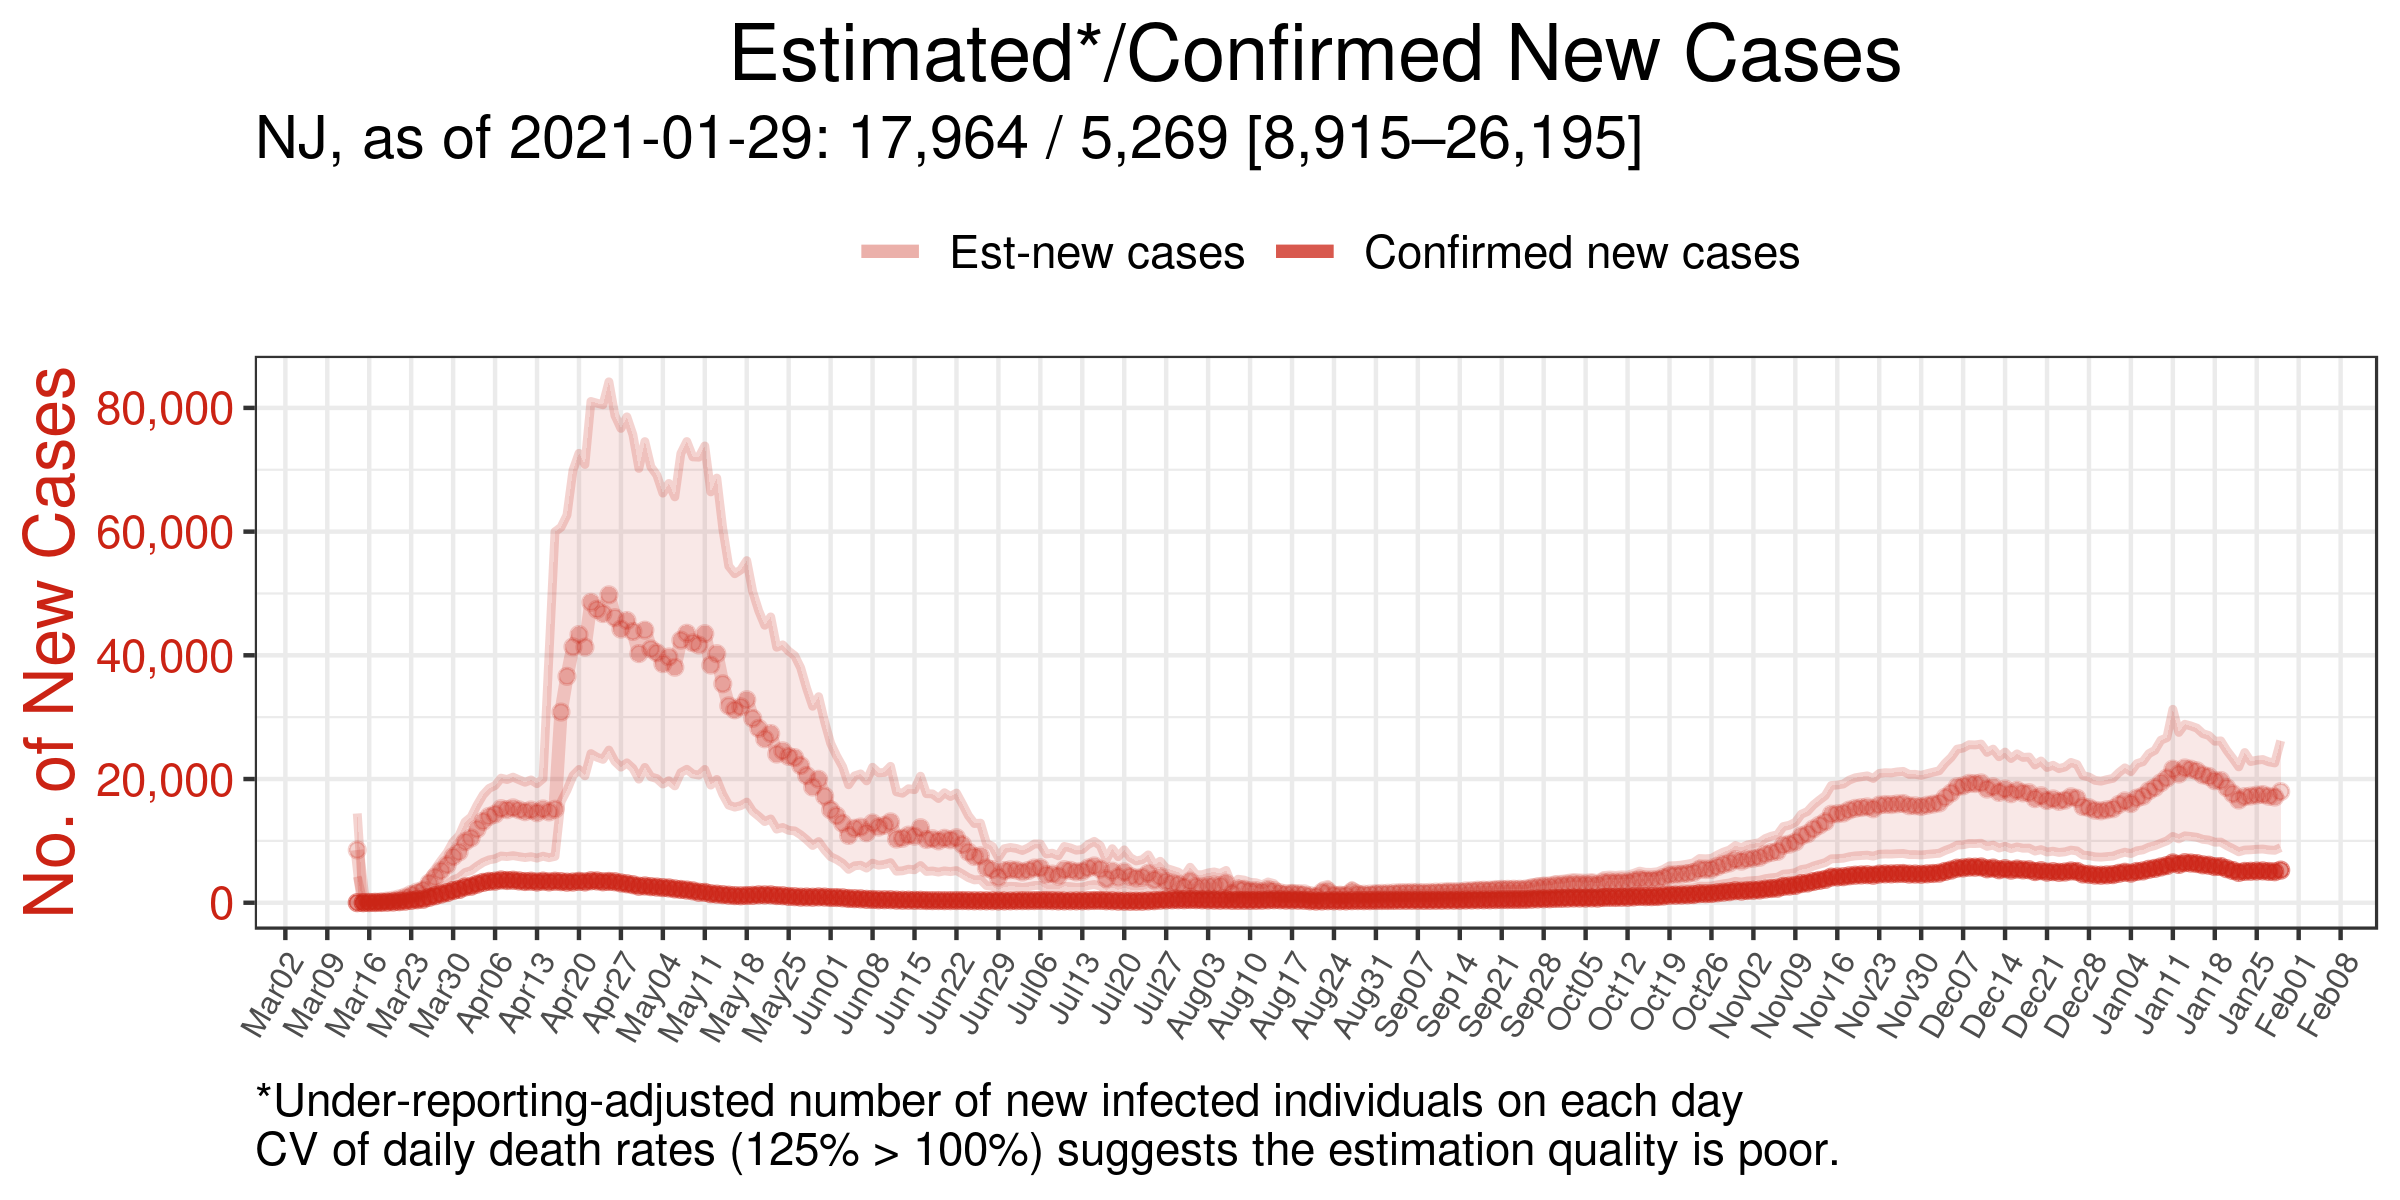 Estimated*/Confirmed New Cases
NJ, as of 2021-01-29: 17,964 / 5,269 [8,915–26,195]
Est-new cases
Confirmed new cases
No. of New Cases
80,000
60,000
40,000
20,000
0
Mar02
Mar09
Mar16
Mar23
Mar30
Apr06
Apr13
Apr20
Apr27
May04
May11
May18
May25
Jun01
Jun08
Jun15
Jun22
Jun29
Jul06
Jul13
Jul20
Jul27
Aug03
Aug10
Aug17
Aug24
Aug31
Sep07
Sep14
Sep21
Sep28
Oct05
Oct12
Oct19
Oct26
Nov02
Nov09
Nov16
Nov23
Nov30
Dec07
Dec14
Dec21
Dec28
Jan04
Jan11
Jan18
Jan25
Feb01
Feb08
*Under-reporting-adjusted number of new infected individuals on each day
CV of daily death rates (125% > 100%) suggests the estimation quality is poor.